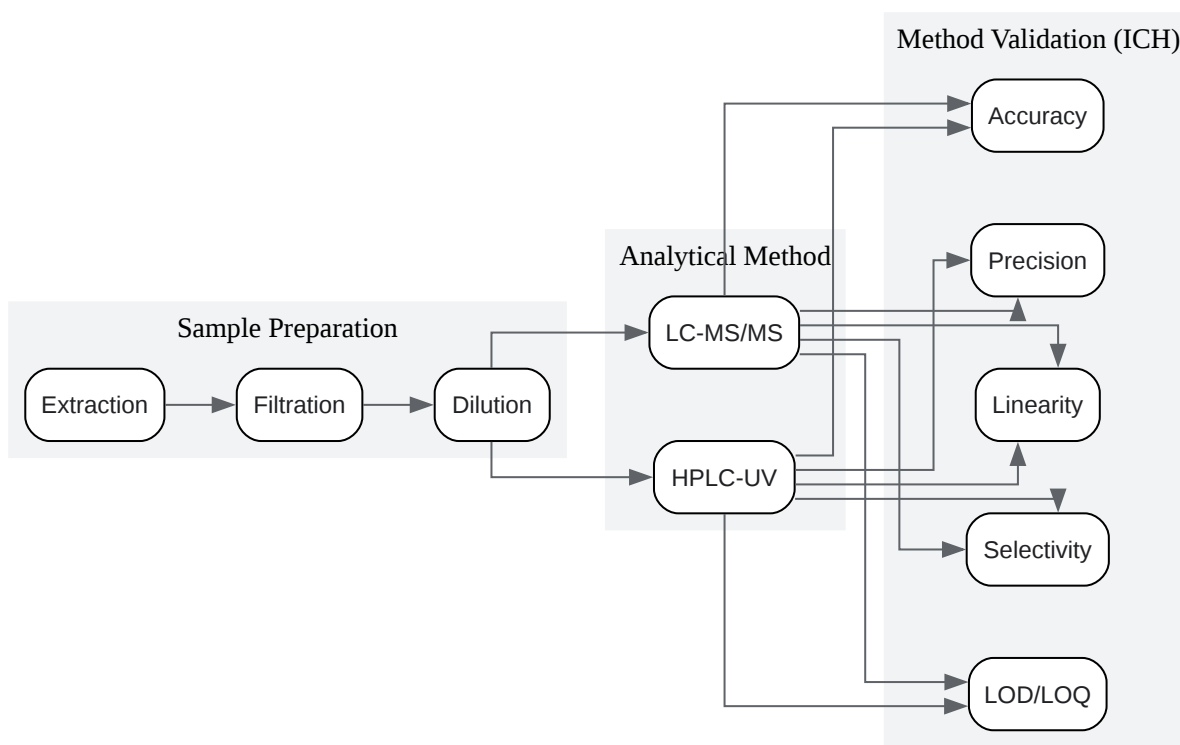 Sample Preparation
Extraction
Filtration
Dilution
Analytical Method
LC-MS/MS
HPLC-UV
Method Validation (ICH)
Accuracy
Precision
Linearity
Selectivity
LOD/LOQ